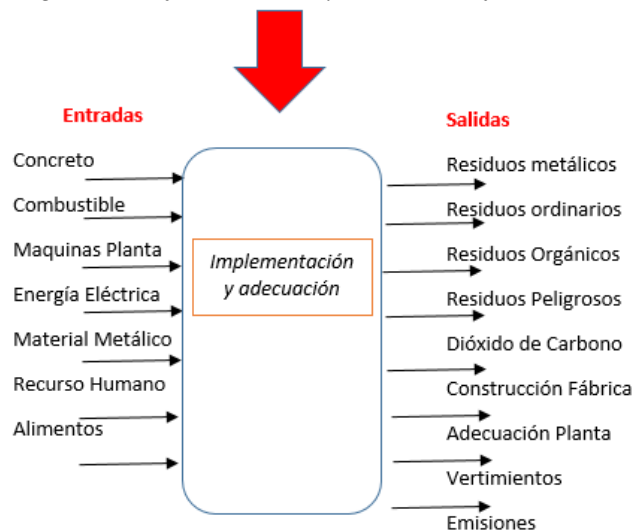 Entradas
Concreto
Combustible
Maquinas Planta
Energía Eléctrica
Material Metálico
Recurso Humano
Alimentos
Implementación
y adecuación
Salidas
Residuos metálicos
Residuos ordinarios
Residuos Orgánicos
Residuos Peligrosos
Dióxido de Carbono
Construcción Fábrica
Adecuación Planta
Vertimientos
Emisiones